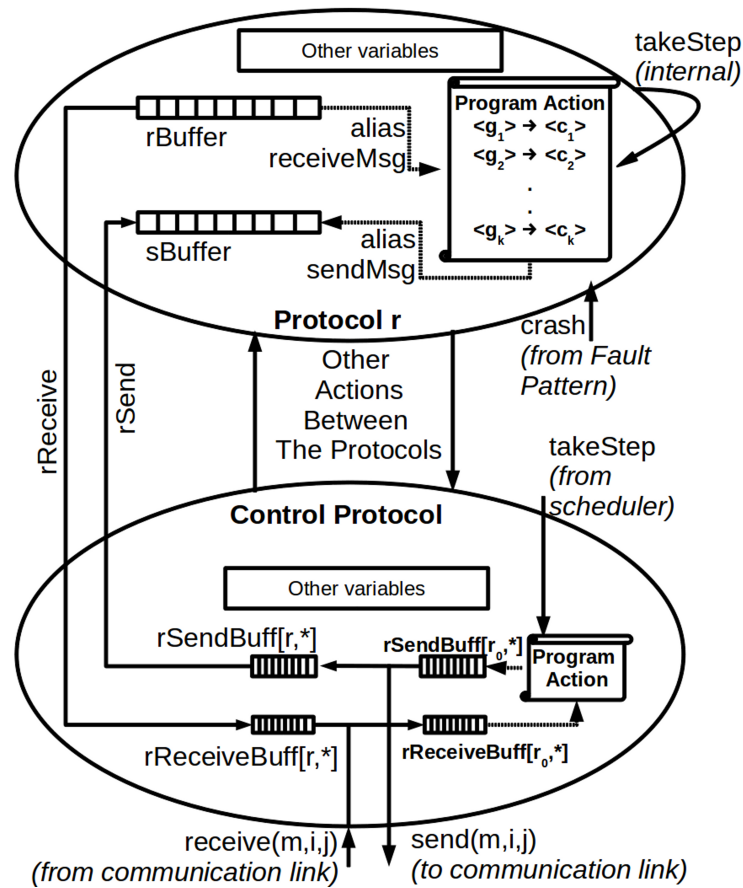 Other variables
takeStep
(internal)
Program Action
<g1> → <c1>
<g2> → <c2>
.
.
<gk> → <ck>
rBuffer
alias
receiveMsg
sBuffer
alias
sendMsg
Protocol r
crash
(from Fault
Pattern)
rReceive
rSend
Other
Actions
Between
The Protocols
takeStep
(from
scheduler)
Control Protocol
Other variables
rSendBuff[r,*]
rSendBuff[r0,*]
Program
Action
rReceiveBuff[r,*]
rReceiveBuff[r0,*]
receive(m,i,j)
(from communication link)
send(m,i,j)
(to communication link)